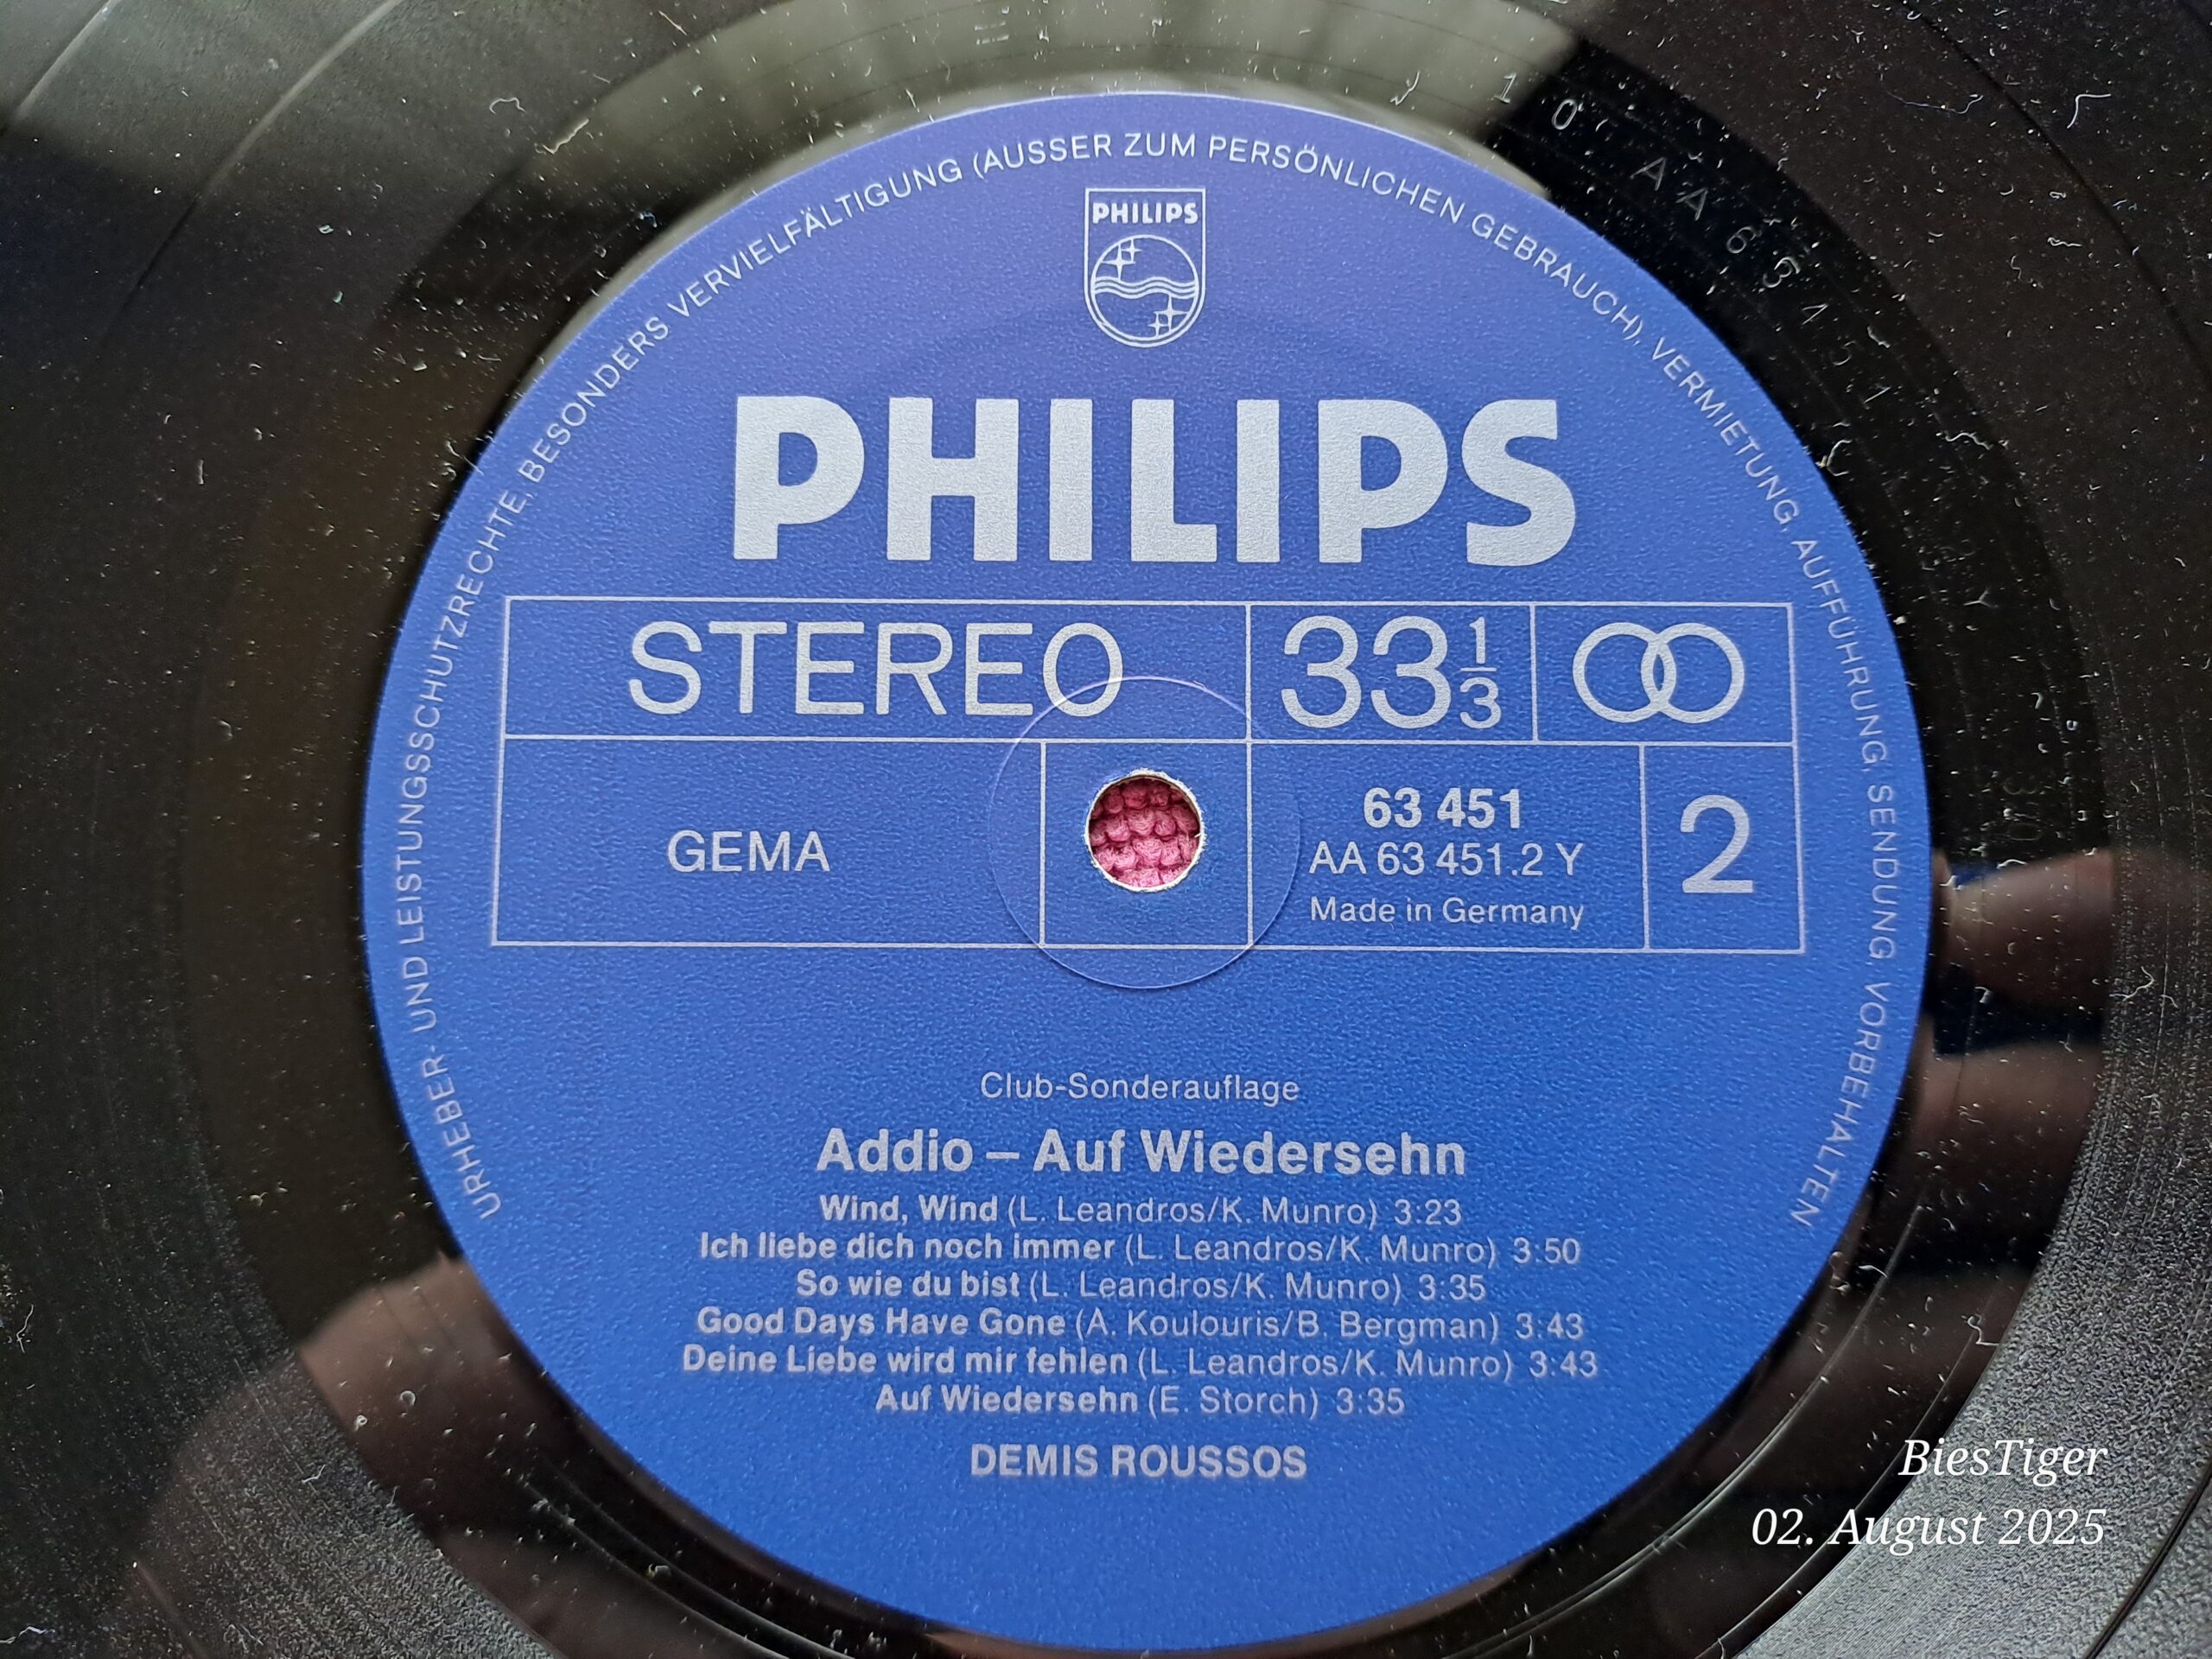 URHEBER- UND LEISTUNGSSCHUTZRECHTE, BESONDERS VERVIELFÄLTIGUNG (AUSSER ZUM PERSÖNLICHEN GEBRAUCH), VERMIETUNG, AUFFÜHRUNG, SENDUNG VORBEHALTEN
PHILIPS
PHILIPS
STEREO
33 1/3
GEMA
63 451
AA 63 451.2 Y
Made in Germany
2
Club-Sonderauflage
Addio – Auf Wiedersehn
Wind, Wind (L. Leandros/K. Munro) 3:23
Ich liebe dich noch immer (L. Leandros/K. Munro) 3:50
So wie du bist (L. Leandros/K. Munro) 3:35
Good Days Have Gone (A. Koulouris/B. Bergman) 3:43
Deine Liebe wird mir fehlen (L. Leandros/K. Munro) 3:43
Auf Wiedersehn (E. Storch) 3:35
DEMIS ROUSSOS
BiesTiger
02. August 2025